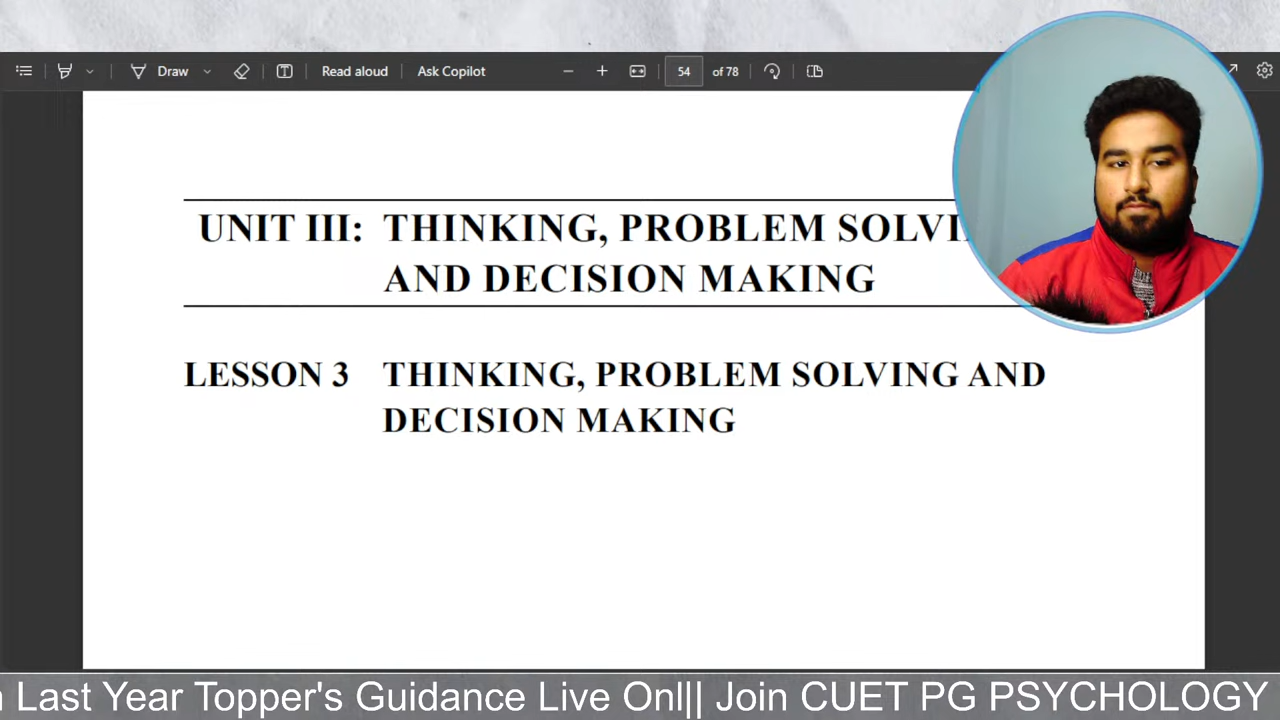 Draw Read aloud Ask Copilot 54 of 78
UNIT III: THINKING, PROBLEM
AND DECISION MAKING
LESSON 3 THINKING, PROBLEM SOLVING AND
DECISION MAKING
Last Year Topper's Guidance Live Onl|| Join CUET PG PSYCHOLOGY